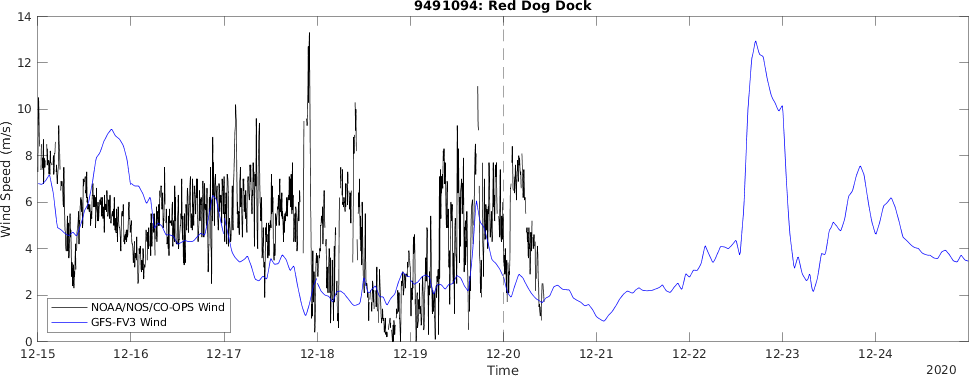 9491094: Red Dog Dock
Wind Speed (m/s)
14
12
10
8
6
4
2
0
NOAA/NOS/CO-OPS Wind
GFS-FV3 Wind
12-15 12-16 12-17 12-18 12-19 12-20 12-21 12-22 12-23 12-24
Time
2020